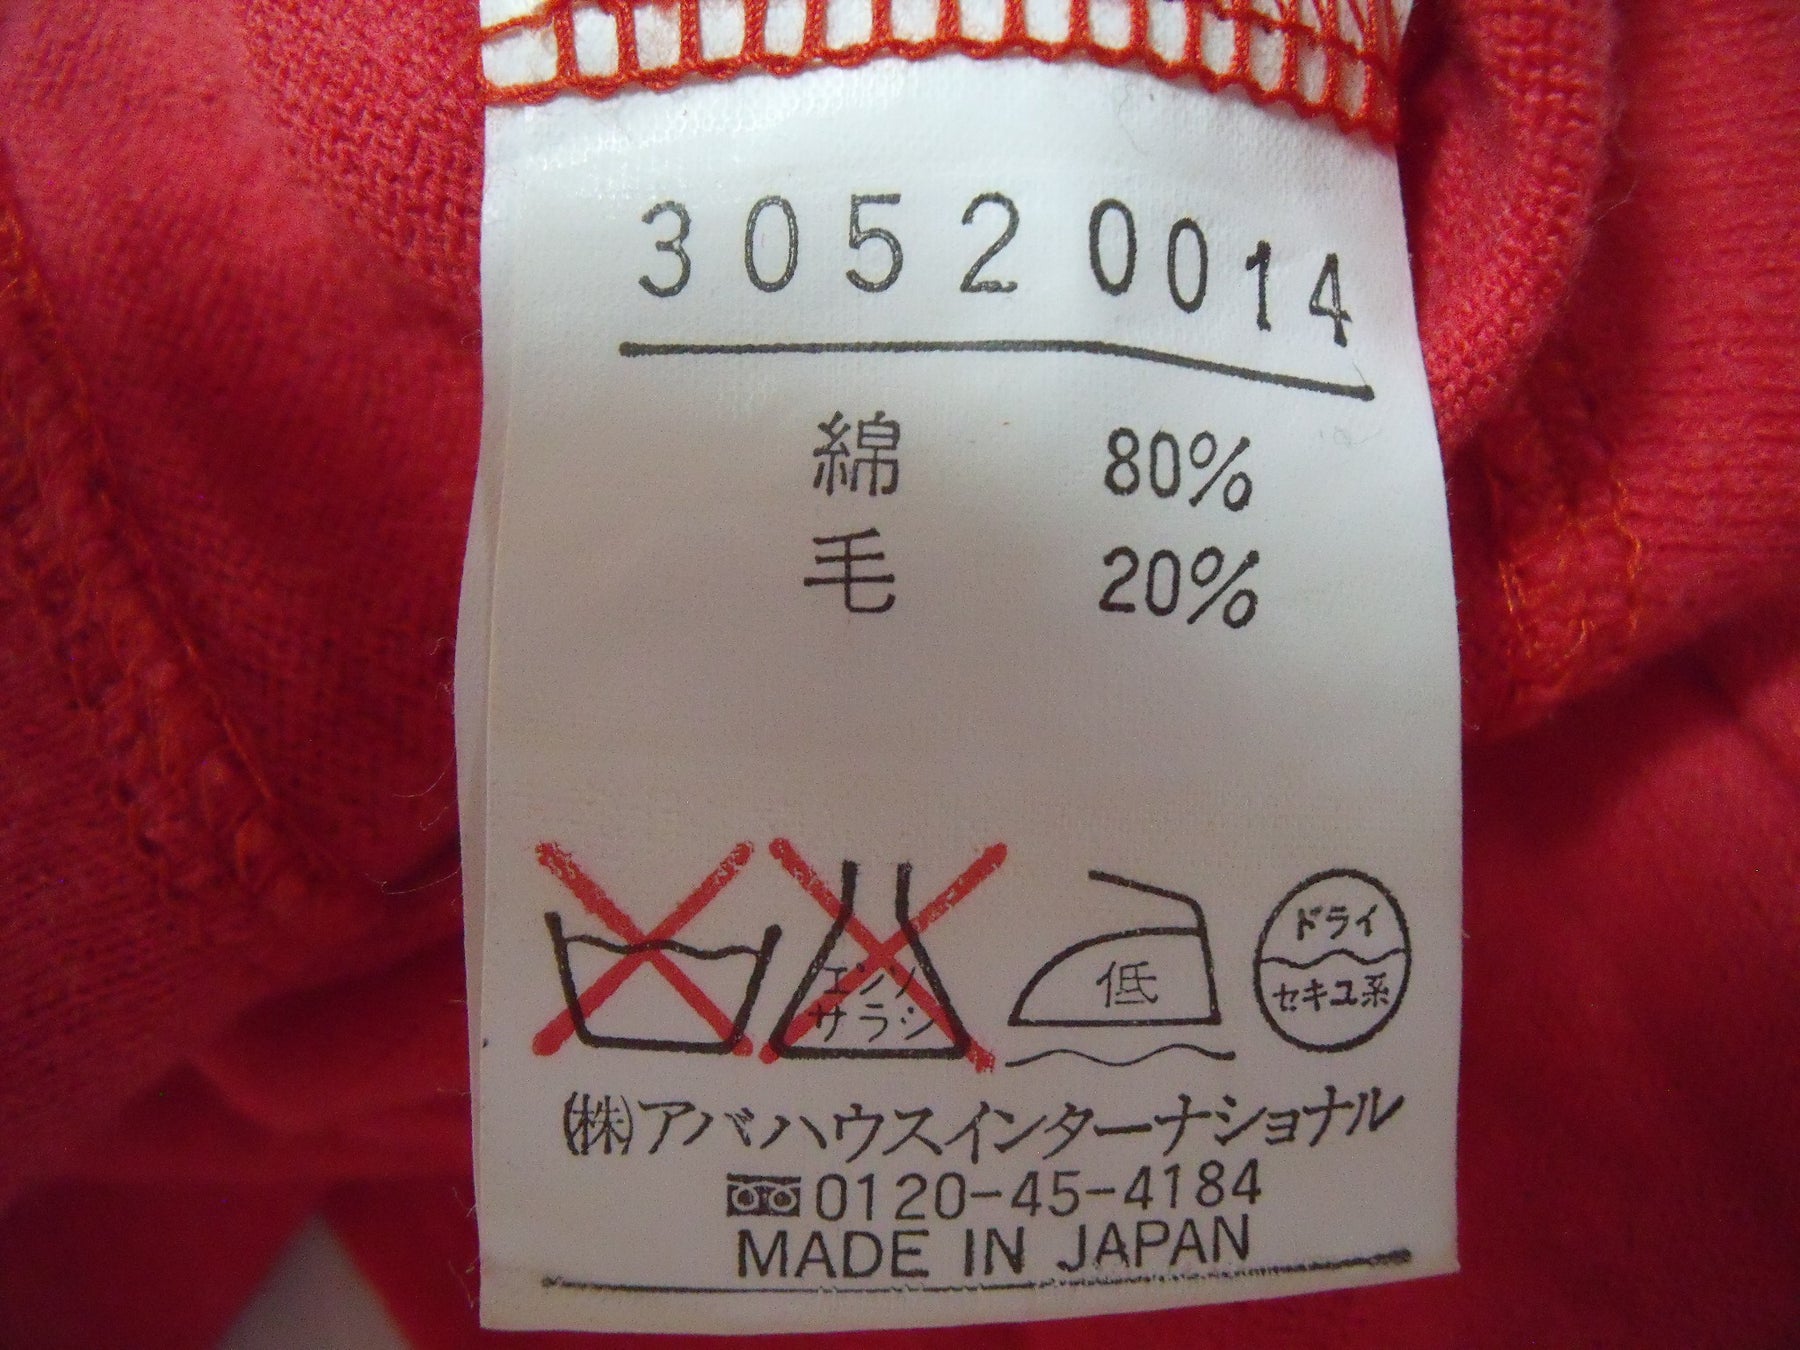 30520014
綿 80%
毛 20%
エンソ
サラシ
低
ドライ
セキユ系
(株)アバハウスインターナショナル
0120-45-4184
MADE IN JAPAN